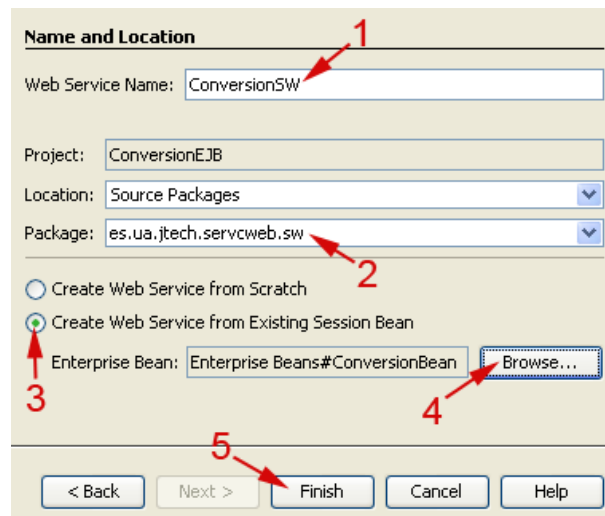 Name and Location
1
Web Service Name: ConversionSW
Project: ConversionEJB
Location: Source Packages
Package: es.ua.jtech.servcweb.sw
2
Create Web Service from Scratch
Create Web Service from Existing Session Bean
Enterprise Bean: Enterprise Beans#ConversionBean Browse...
3
4
5
< Back Next > Finish Cancel Help